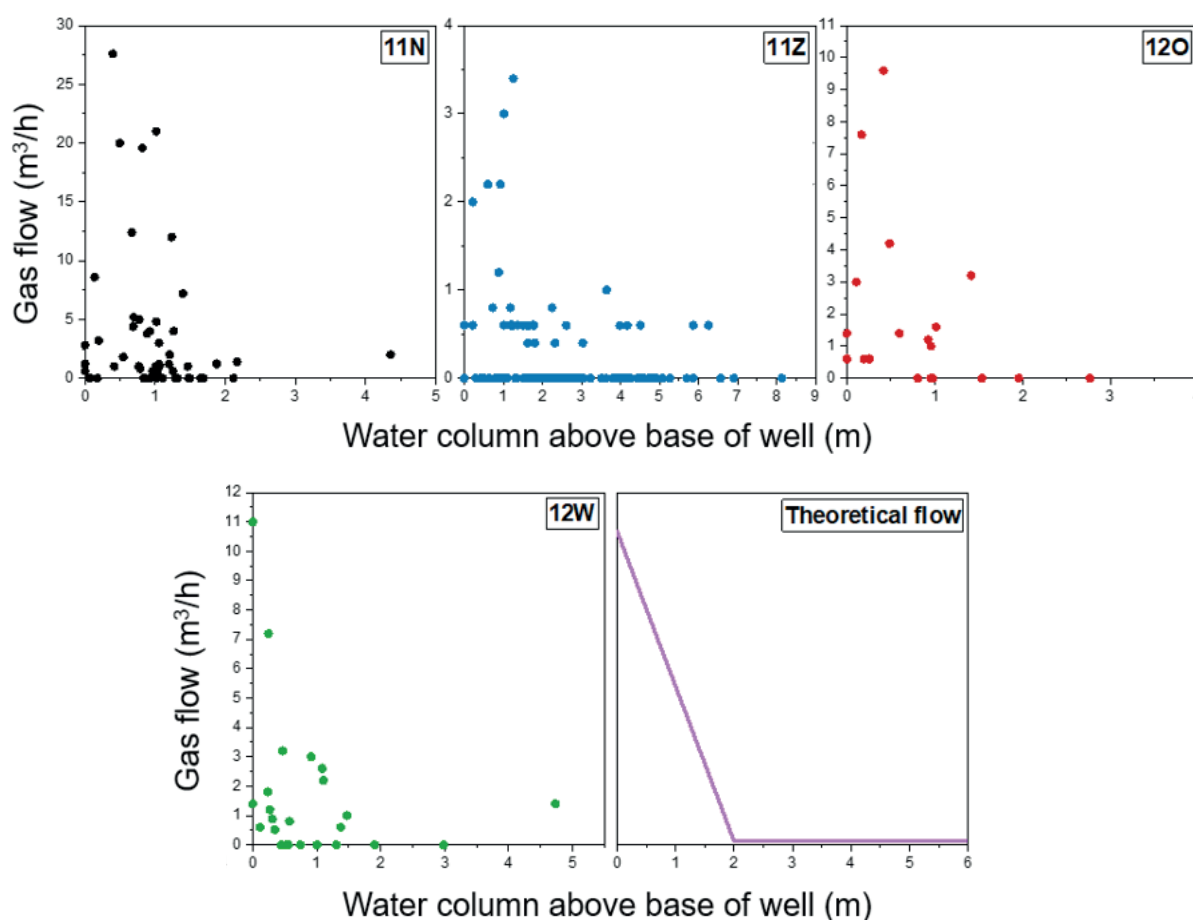 11N
11Z
12O
Gas flow (m³/h)
30
25
20
15
10
5
0
0 1 2 3 4 5
4
3
2
1
0
0 1 2 3 4 5 6 7 8 9
11
10
9
8
7
6
5
4
3
2
1
0
0 1 2 3
Water column above base of well (m)
12W
Theoretical flow
Gas flow (m³/h)
12
11
10
9
8
7
6
5
4
3
2
1
0
0 1 2 3 4 5
0 1 2 3 4 5 6
Water column above base of well (m)